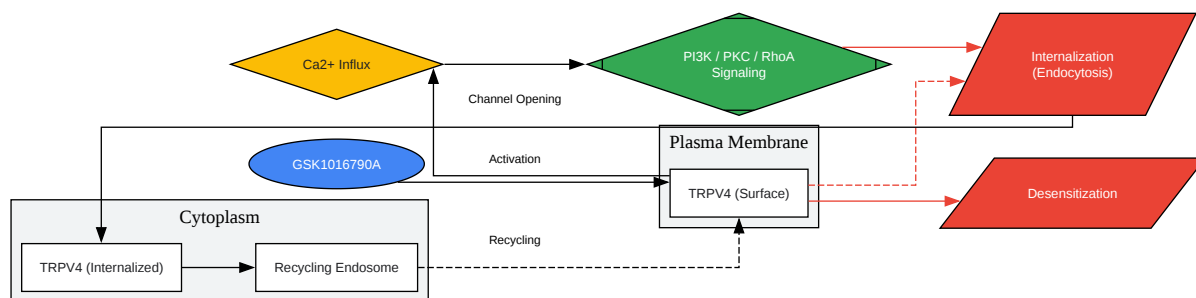 Ca2+ Influx
PI3K / PKC / RhoA
Signaling
Internalization
(Endocytosis)
Channel Opening
Plasma Membrane
GSK1016790A
Activation
TRPV4 (Surface)
Desensitization
Cytoplasm
Recycling
TRPV4 (Internalized)
Recycling Endosome